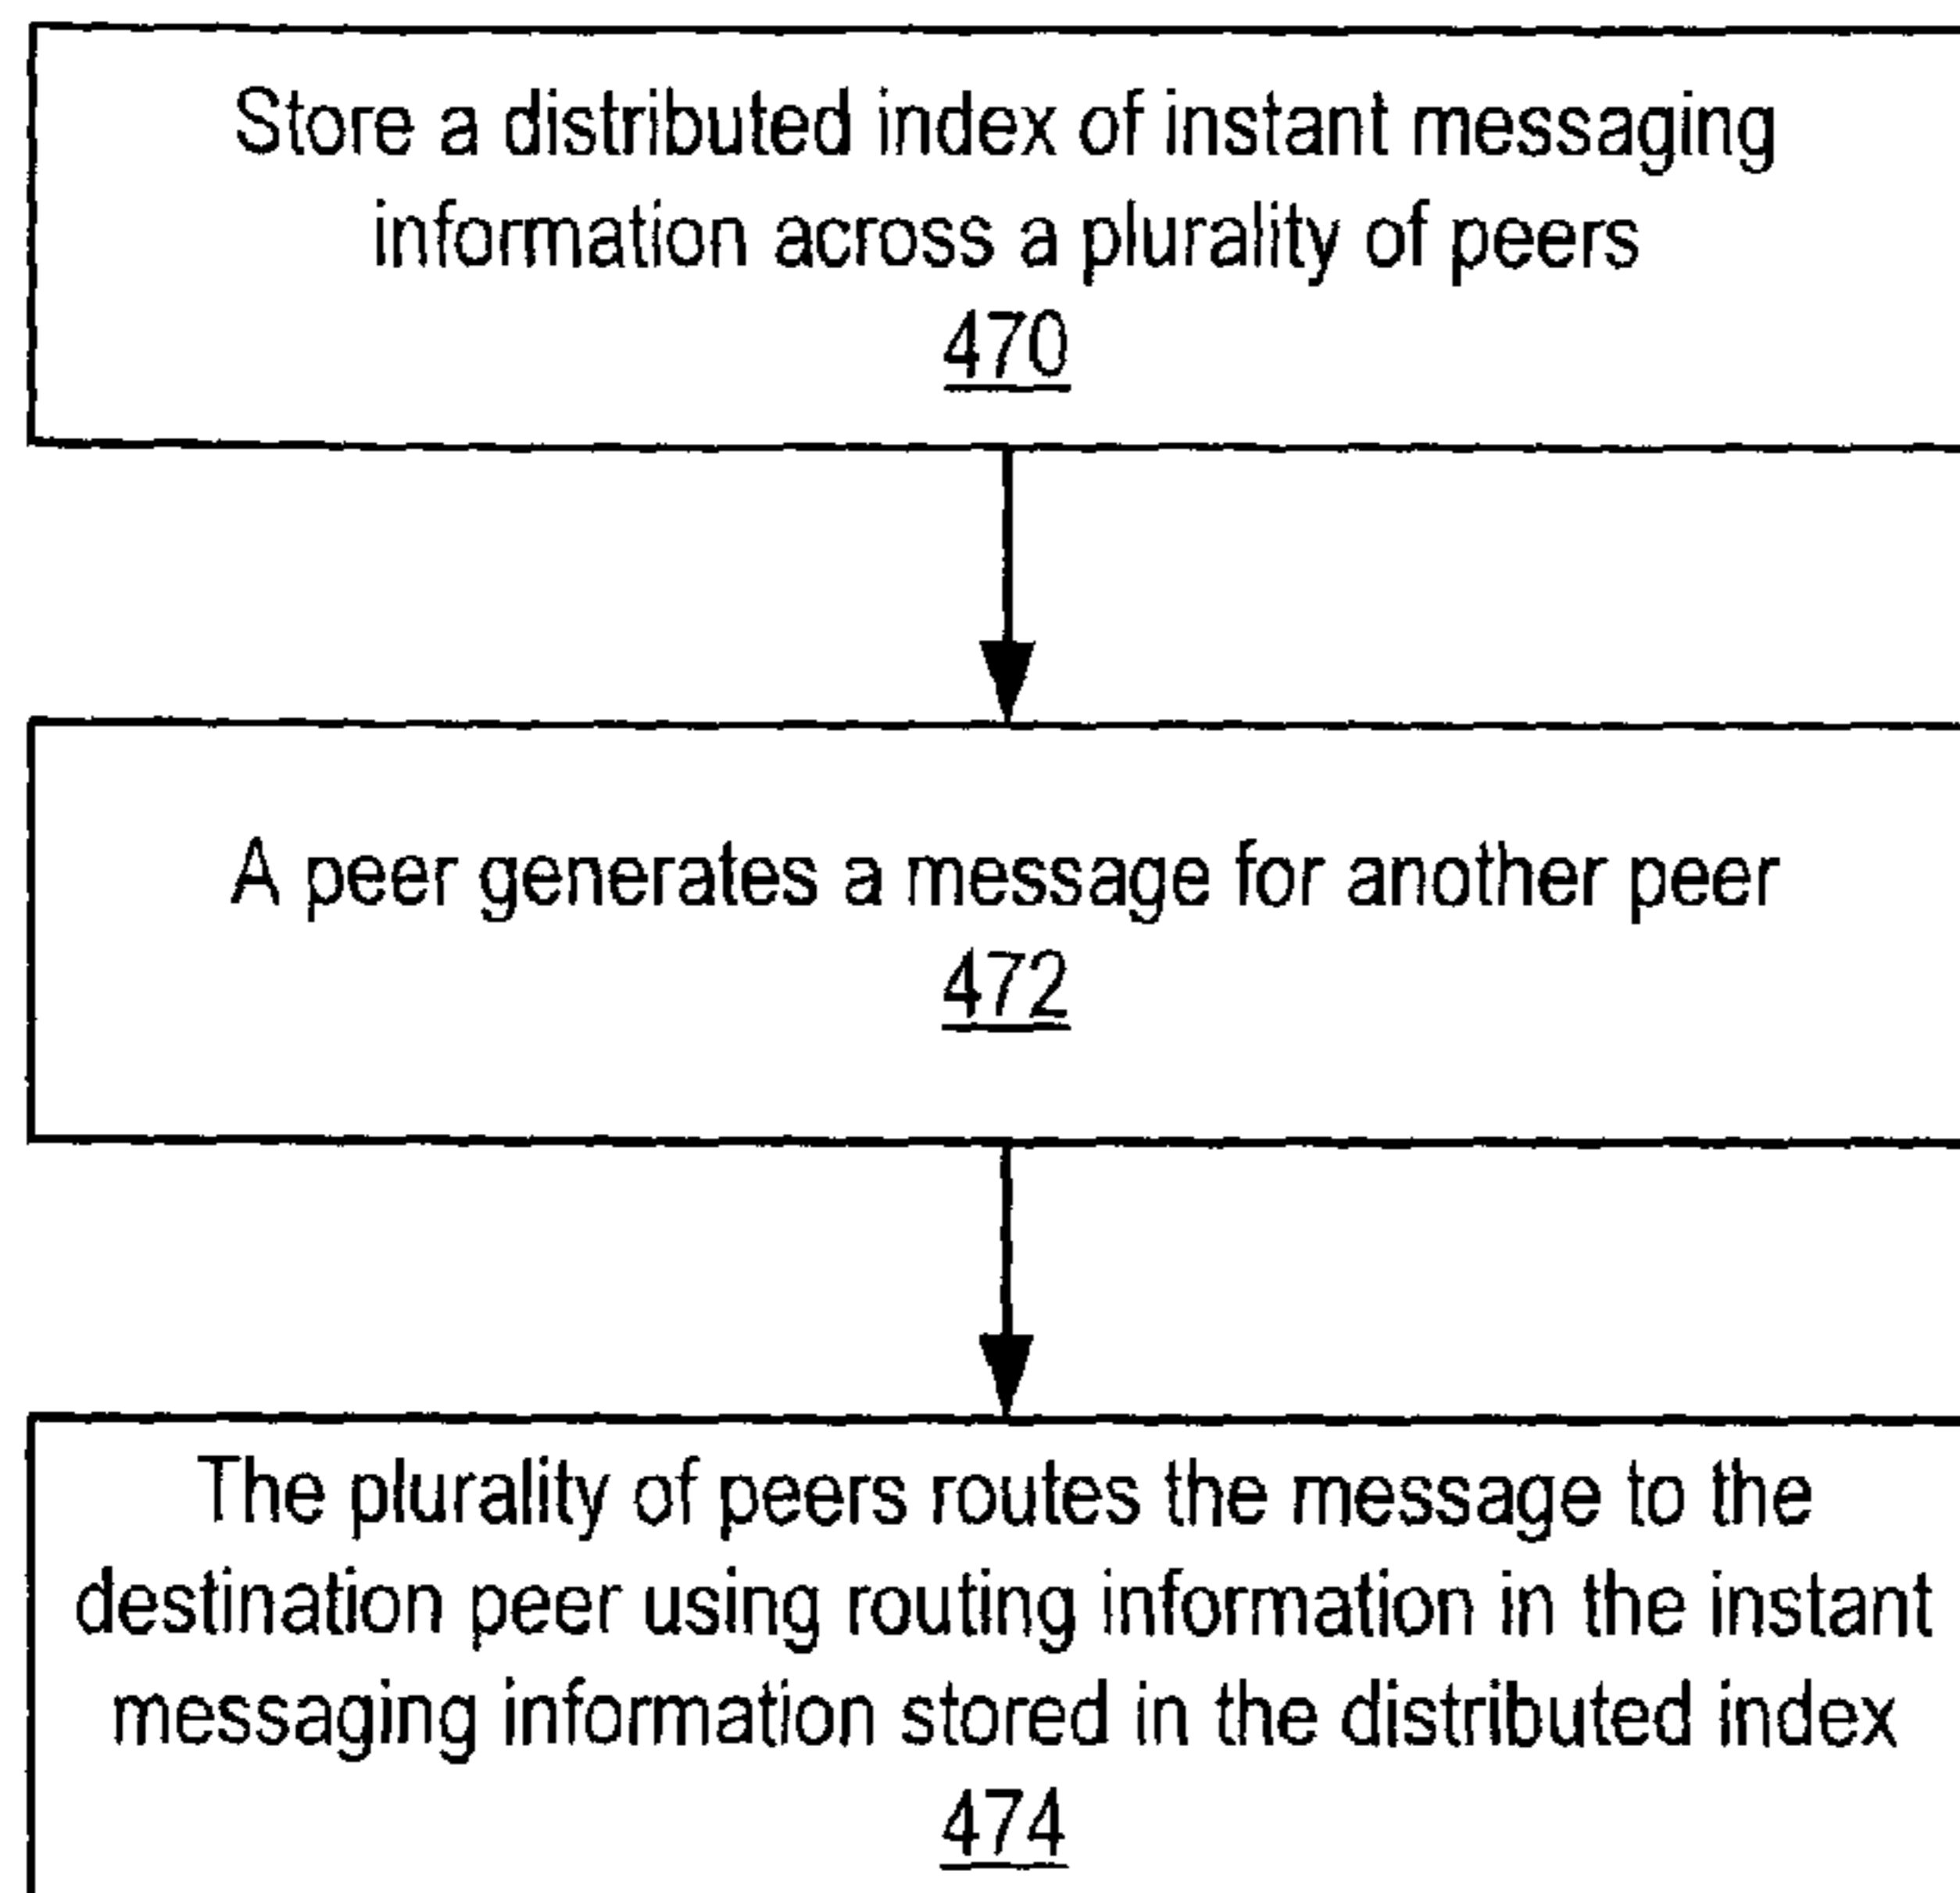 Store a distributed index of instant messaging
information across a plurality of peers
470
A peer generates a message for another peer
472
The plurality of peers routes the message to the
destination peer using routing information in the instant
messaging information stored in the distributed index
474